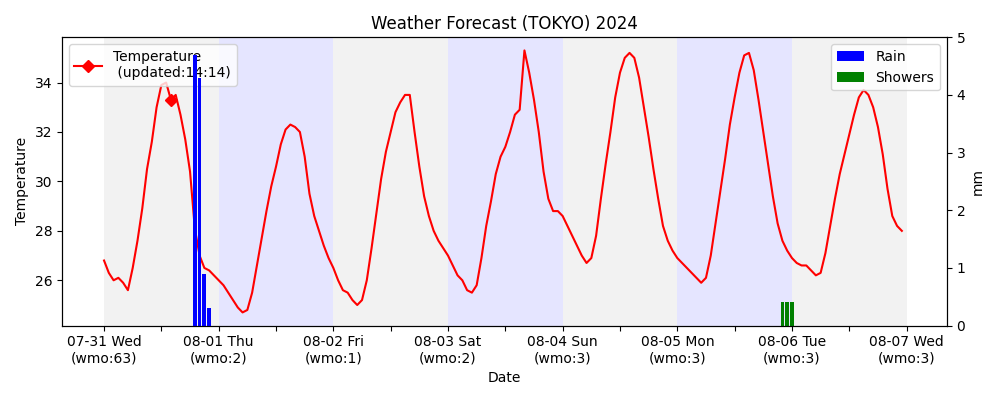 Weather Forecast (TOKYO) 2024
Temperature
(updated:14:14)
Rain
Showers
Temperature
34
32
30
28
26
5
4
3
2
1
0
mm
07-31 Wed
(wmo:63)
08-01 Thu
(wmo:2)
08-02 Fri
(wmo:1)
08-03 Sat
(wmo:2)
08-04 Sun
(wmo:3)
08-05 Mon
(wmo:3)
08-06 Tue
(wmo:3)
08-07 Wed
(wmo:3)
Date